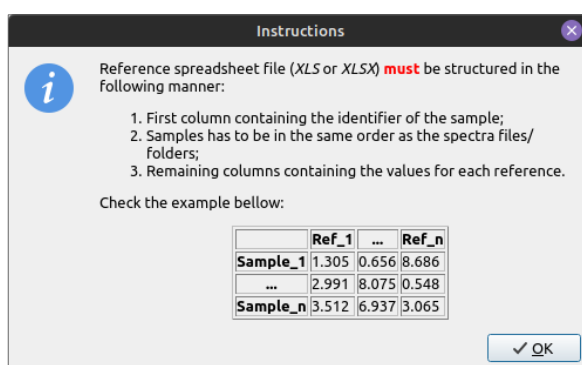 Instructions
Reference spreadsheet file (XLS or XLSX) must be structured in the
following manner:
1. First column containing the identifier of the sample;
2. Samples has to be in the same order as the spectra files/
folders;
3. Remaining columns containing the values for each reference.
Check the example bellow:
Ref_1 ... Ref_n
Sample_1 1.305 0.656 8.686
... 2.991 8.075 0.548
Sample_n 3.512 6.937 3.065
OK